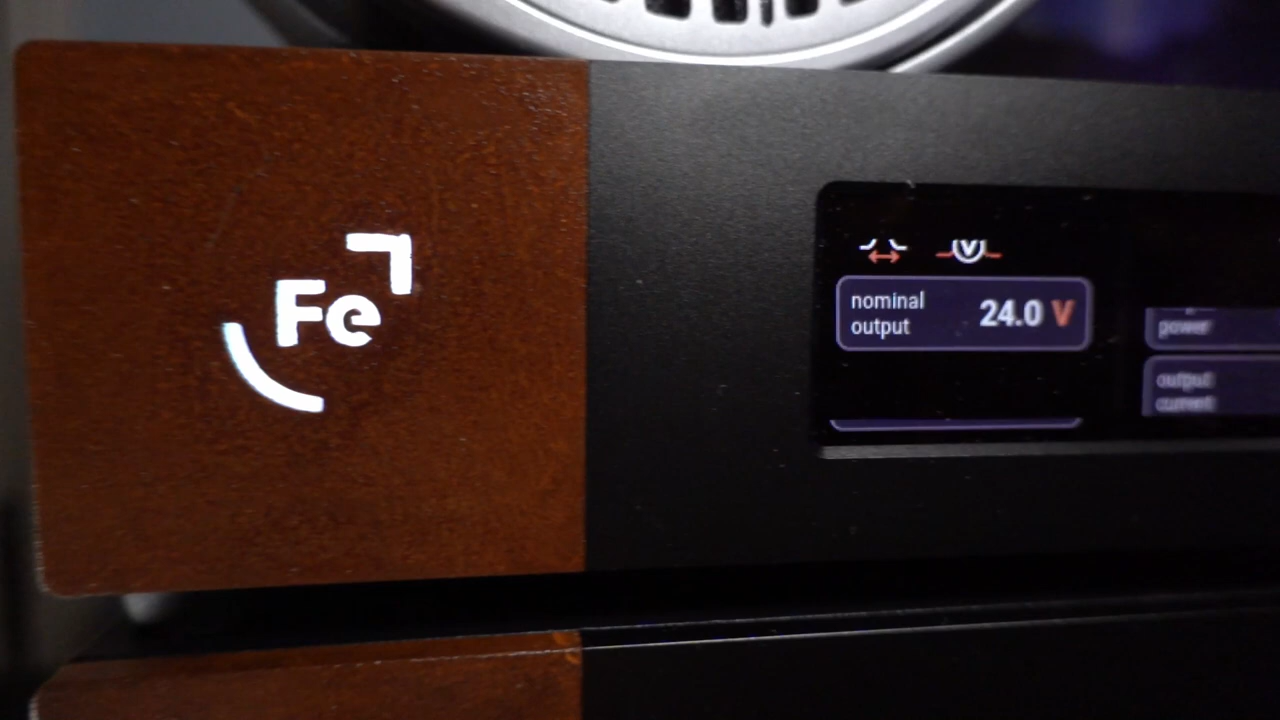 Fe
V
nominal
output
24.0 V
power
output
current